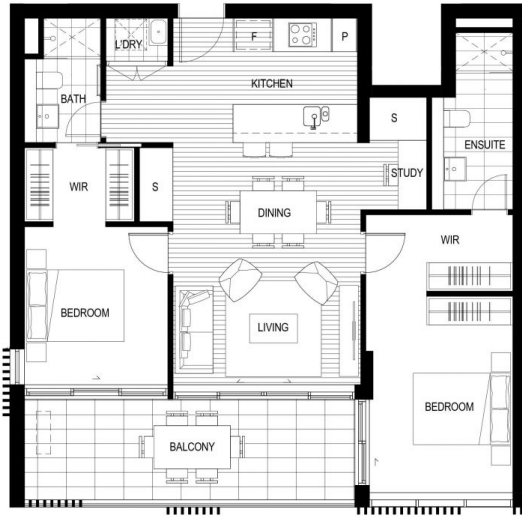 L'DRY
F
P
KITCHEN
BATH
S
ENSUITE
WIR
S
STUDY
DINING
WIR
BEDROOM
LIVING
BEDROOM
BALCONY